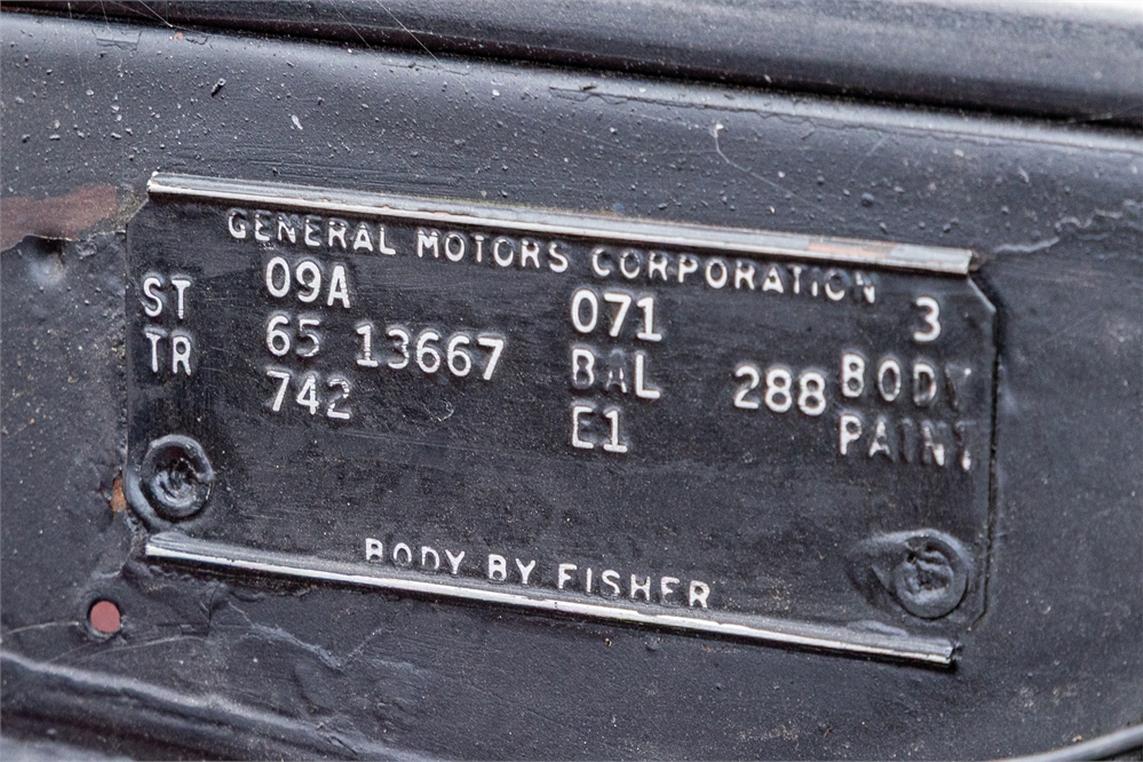 GENERAL MOTORS CORPORATION
09A 071 3
ST 65 13667 BAL 288 BODY
TR 742 E1 PAINT
BODY BY FISHER